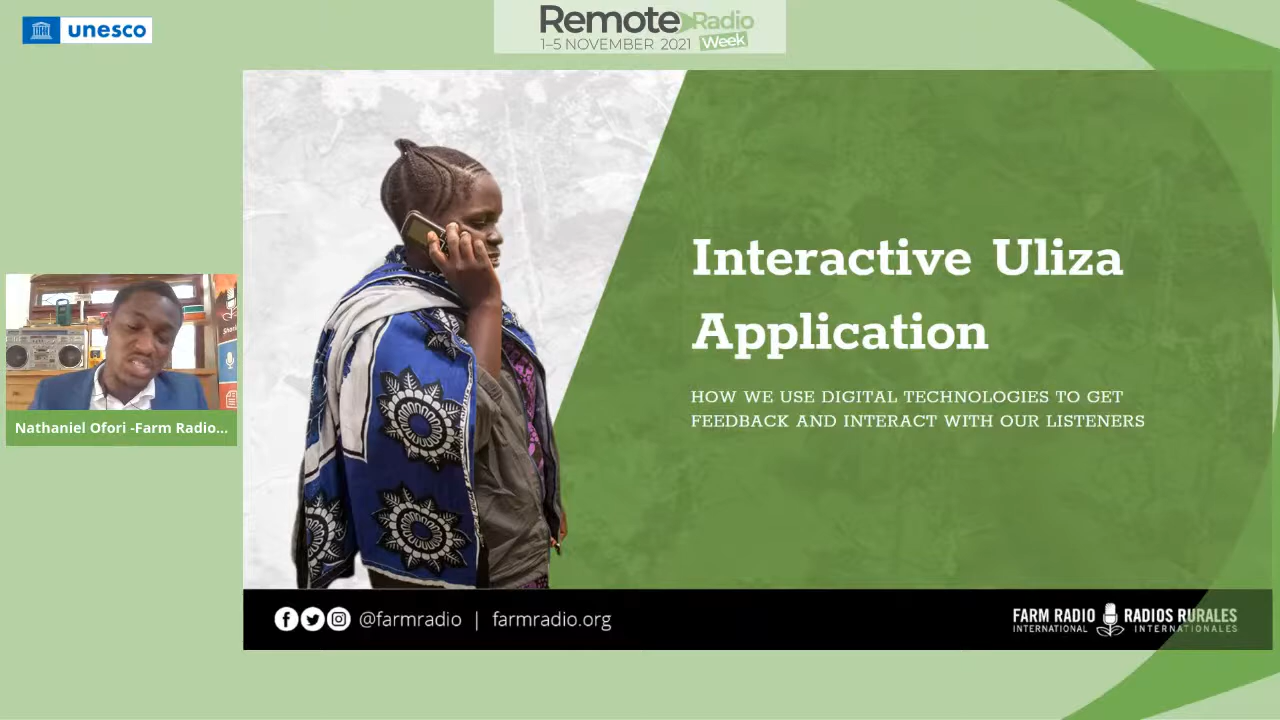 unesco
Remote Radio
1–5 NOVEMBER 2021 Week
Interactive Uliza
Application
HOW WE USE DIGITAL TECHNOLOGIES TO GET
FEEDBACK AND INTERACT WITH OUR LISTENERS
Nathaniel Ofori -Farm Radio...
@farmradio | farmradio.org
FARM RADIO RADIOS RURALES
INTERNATIONAL INTERNATIONALES